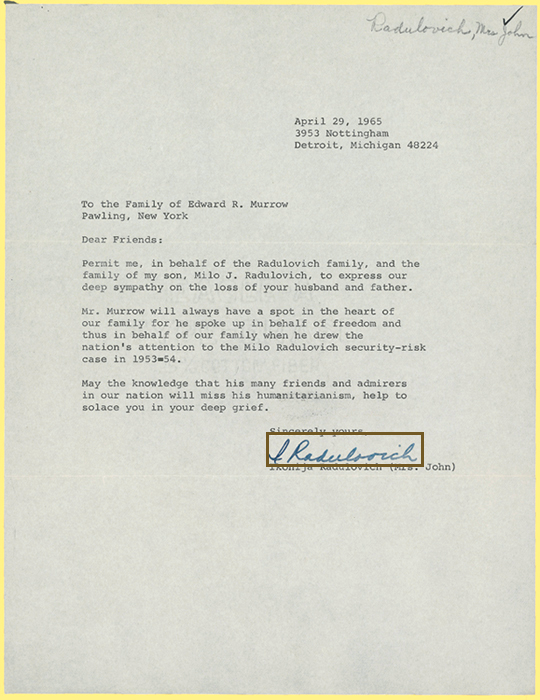 Radulovich, Mrs John
April 29, 1965
3953 Nottingham
Detroit, Michigan 48224
To the Family of Edward R. Murrow
Pawling, New York
Dear Friends:
Permit me, in behalf of the Radulovich family, and the
family of my son, Milo J. Radulovich, to express our
deep sympathy on the loss of your husband and father.
Mr. Murrow will always have a spot in the heart of
our family for he spoke up in behalf of freedom and
thus in behalf of our family when he drew the
nation's attention to the Milo Radulovich security-risk
case in 1953=54.
May the knowledge that his many friends and admirers
in our nation will miss his humanitarianism, help to
solace you in your deep grief.
Sincerely yours,
I Radulovich
Ikonija Radulovich (Mrs. John)